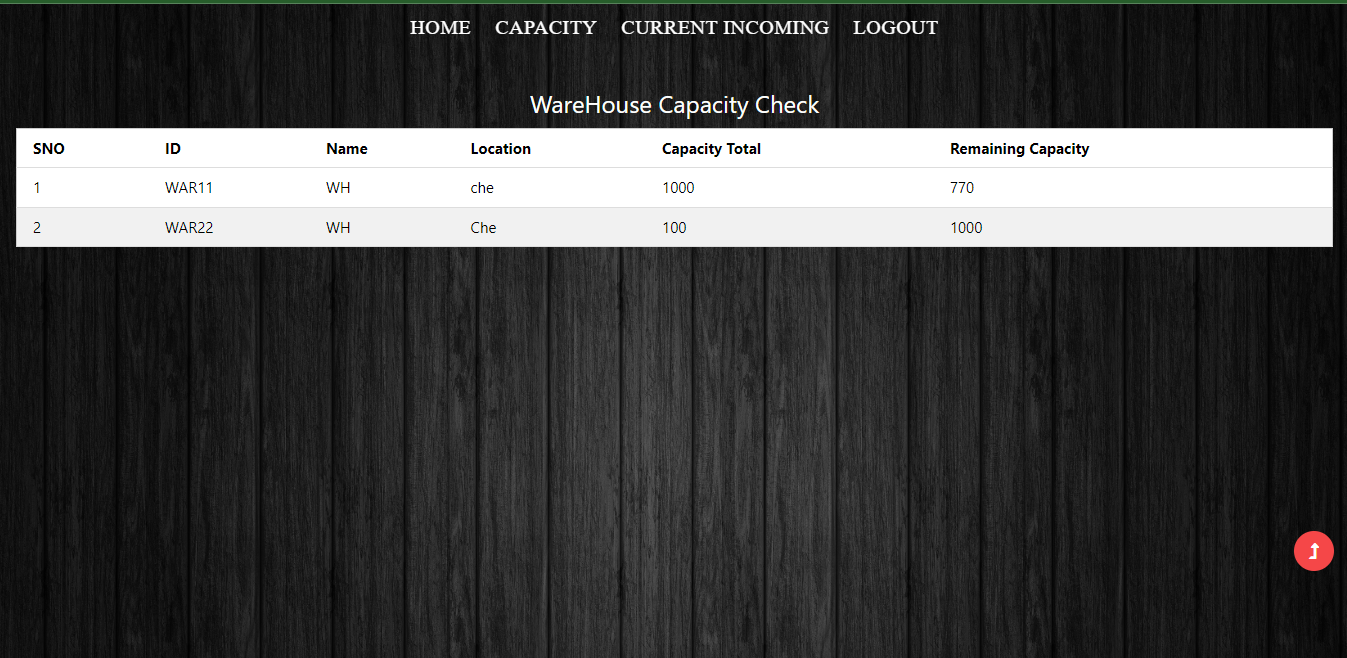 HOME CAPACITY CURRENT INCOMING LOGOUT
WareHouse Capacity Check
SNO ID Name Location Capacity Total Remaining Capacity
1 WAR11 WH che 1000 770
2 WAR22 WH Che 100 1000